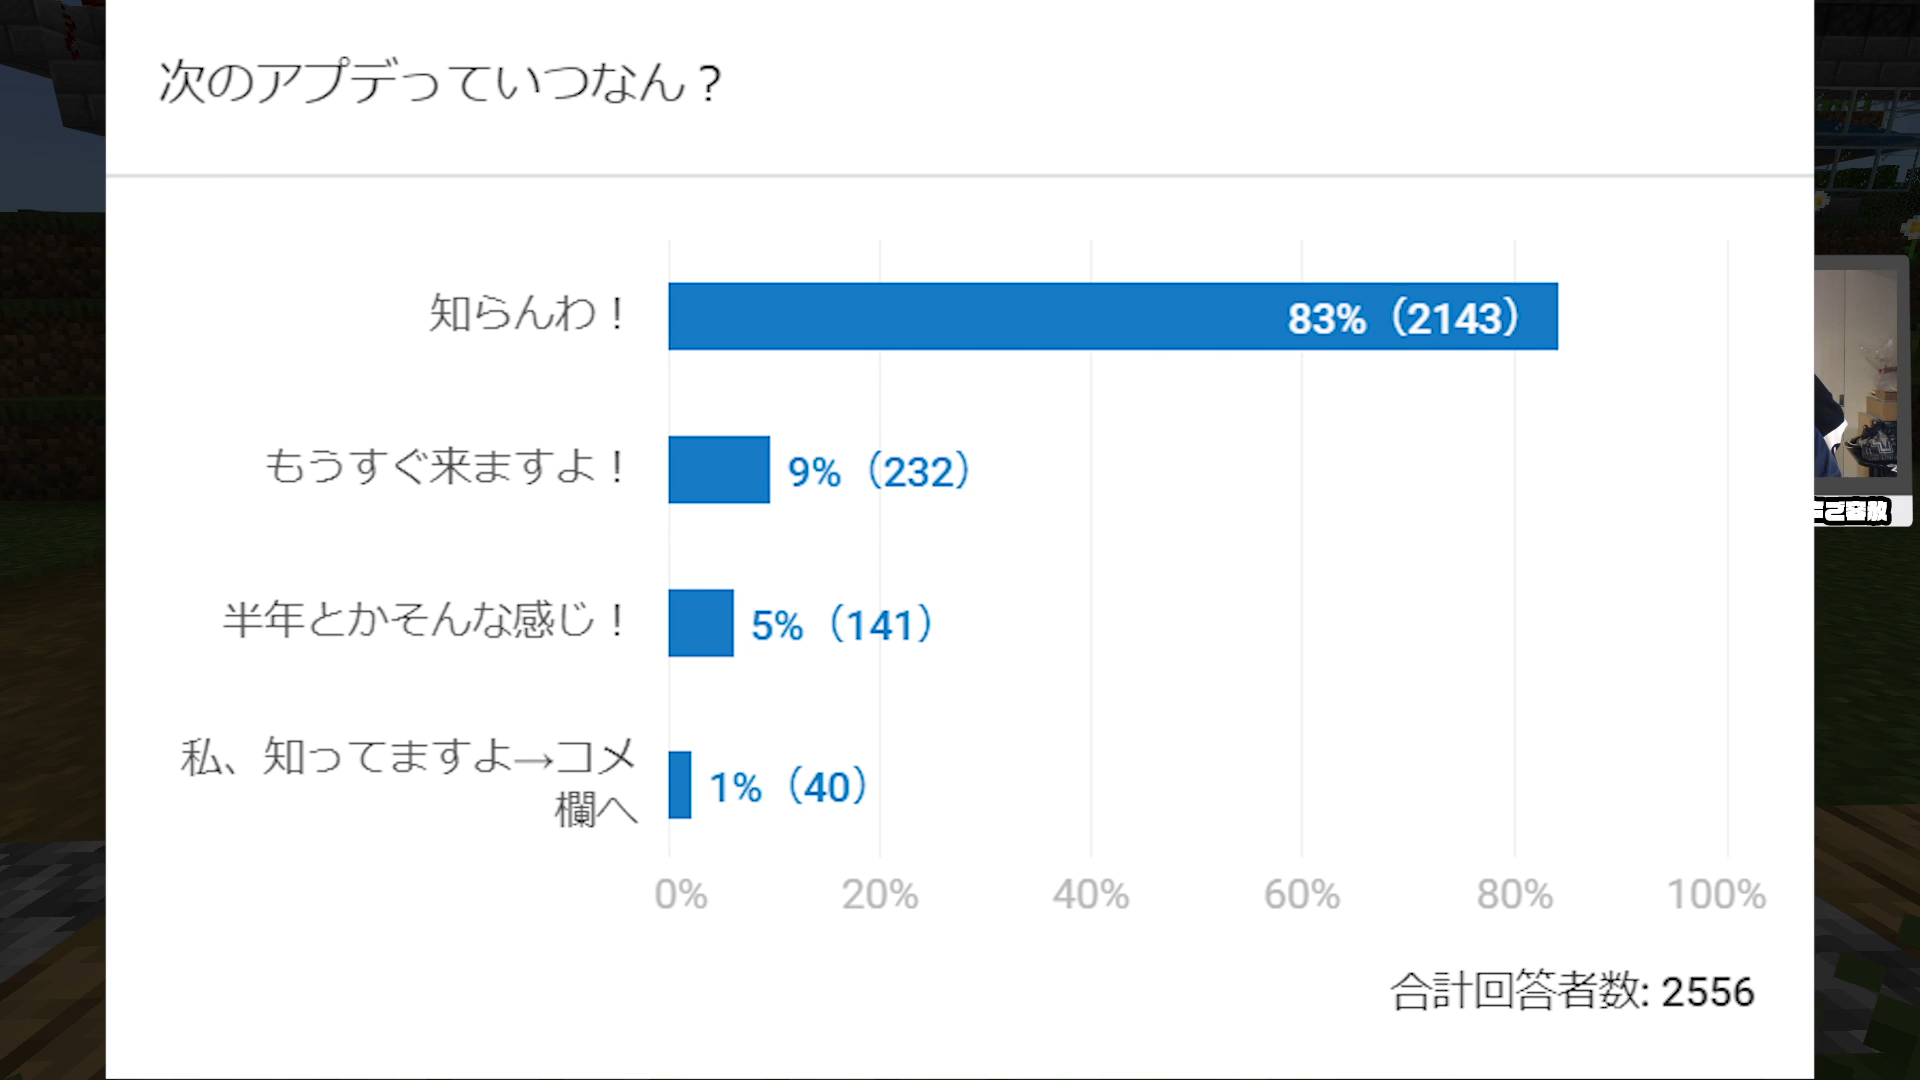 次のアプデっていつなん？
知らんわ！
83%（2143）
もうすぐ来ますよ！
9%（232）
半年とかそんな感じ！
5%（141）
私、知ってますよ→コメ
欄へ
1%（40）
0% 20% 40% 60% 80% 100%
合計回答者数: 2556
ご容赦